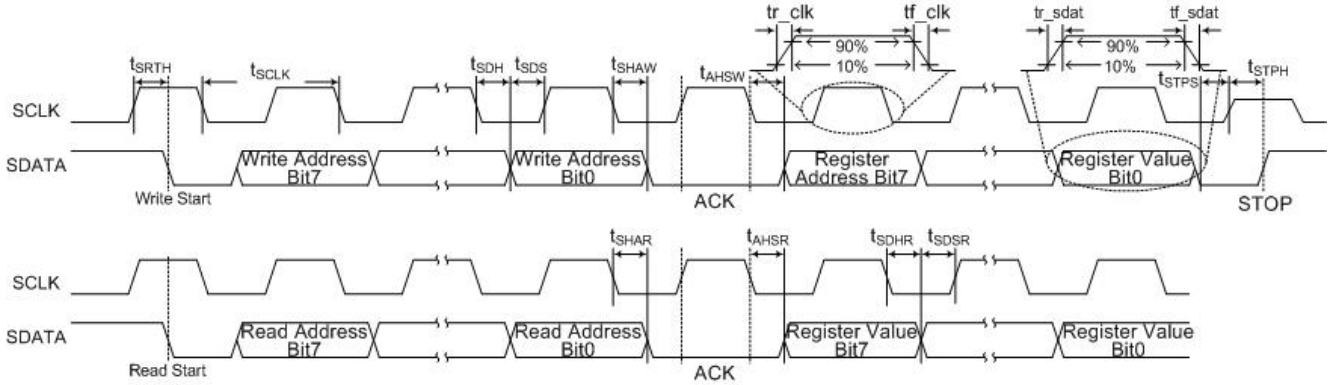 tr_clk tf_clk tr_sdat tf_sdat
90% 90%
10% 10%
tSRTH tSCLK tSDH tSDS tSHAW tAHSW tSTPS tSTPH
SCLK
SDATA
Write Address Bit7
Write Address Bit0
Register Address Bit7
Register Value Bit0
Write Start
ACK
STOP
tSHAR tAHSR tSDHR tSDSR
SCLK
SDATA
Read Address Bit7
Read Address Bit0
Register Value Bit7
Register Value Bit0
Read Start
ACK